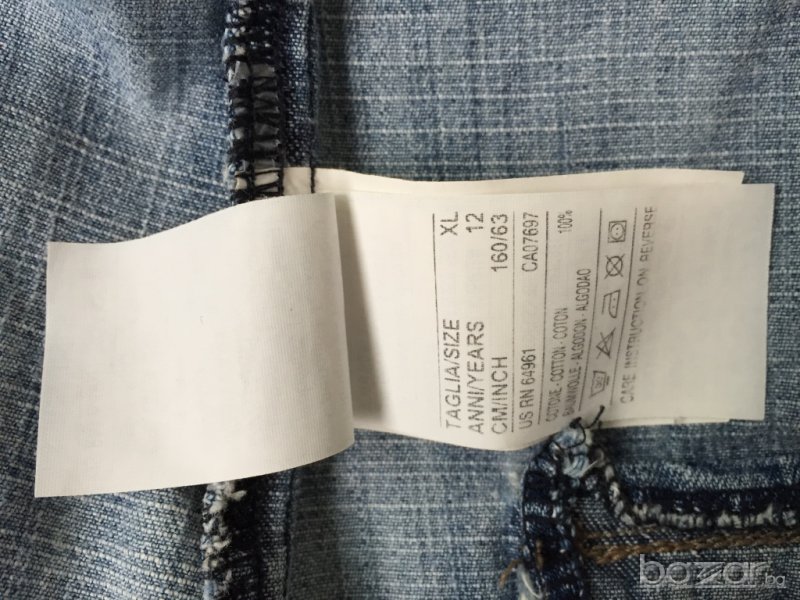 TAGLIA/SIZE XL
ANNI/YEARS 12
CM/INCH 160/63
US RN 64961 CA07697
COTONE - COTTON - COTON 100%
BAUMWOLLE - ALGODON - ALGODAO
CARE INSTRUCTION ON REVERSE
bazar.bg